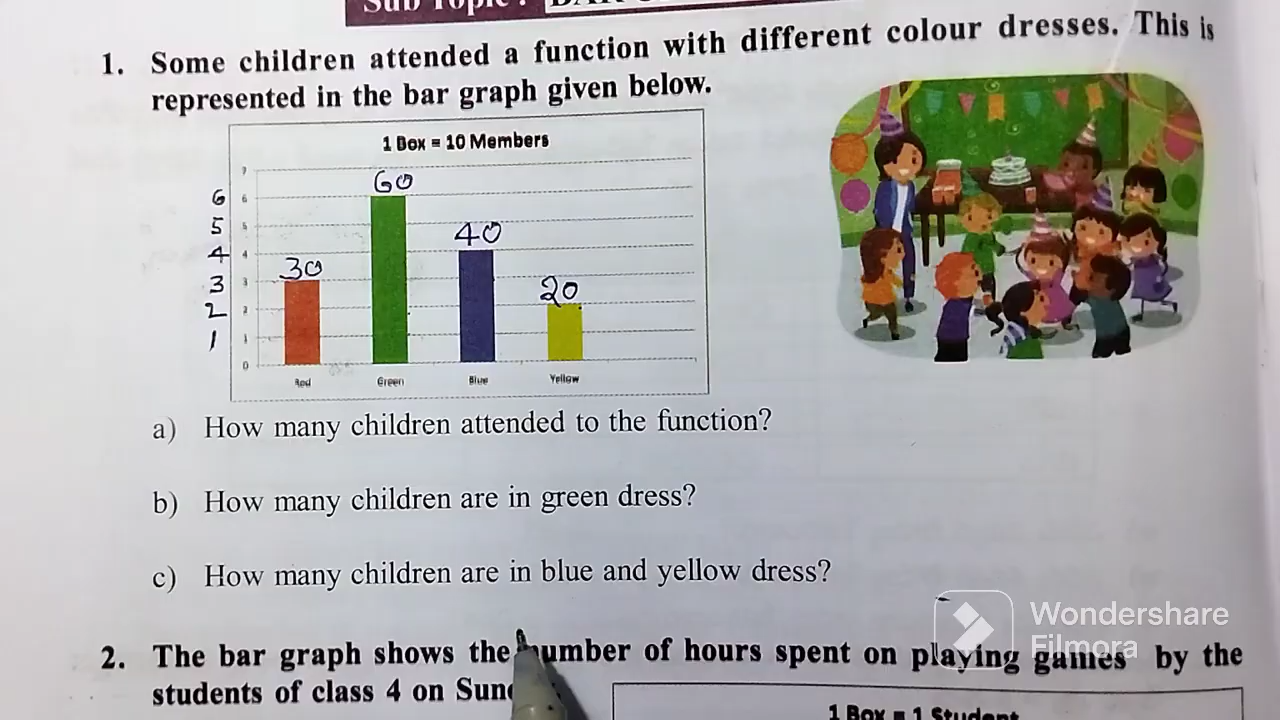 Sub Topic :
1. Some children attended a function with different colour dresses. This is
represented in the bar graph given below.
1 Box = 10 Members
7
6 6
5 5
4 4
3 3
2 2
1 1
0
30
60
40
20
Red Green Blue Yellow
a) How many children attended to the function?
b) How many children are in green dress?
c) How many children are in blue and yellow dress?
Wondershare
Filmora
2. The bar graph shows the number of hours spent on playing games by the
students of class 4 on
1 Box = 1 Student